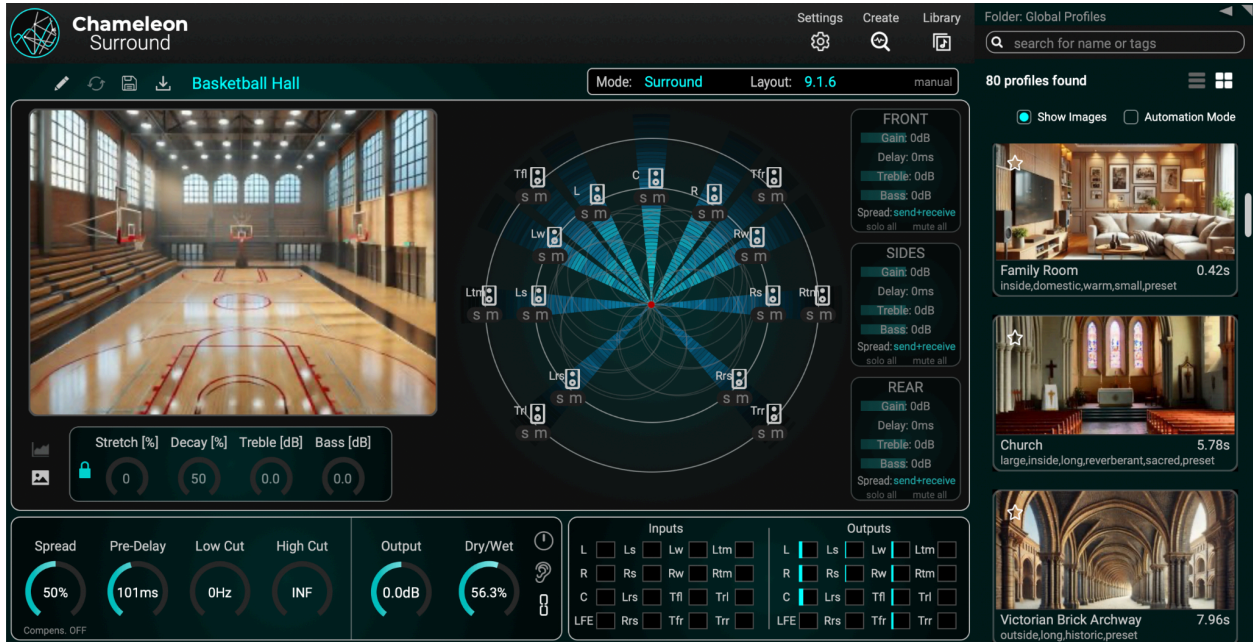 Chameleon
Surround
Settings Create Library
Basketball Hall
Mode: Surround Layout: 9.1.6 manual
Tfl C Tfr
s m s m s m
L R
s m s m
Lw Rw
s m s m
Ltm Ls Rs Rtm
s m s m s m s m
Lrs Rrs
s m s m
Trl Trr
s m s m
FRONT
Gain: 0dB
Delay: 0ms
Treble: 0dB
Bass: 0dB
Spread: send+receive
solo all mute all
SIDES
Gain: 0dB
Delay: 0ms
Treble: 0dB
Bass: 0dB
Spread: send+receive
solo all mute all
REAR
Gain: 0dB
Delay: 0ms
Treble: 0dB
Bass: 0dB
Spread: send+receive
solo all mute all
Stretch [%] Decay [%] Treble [dB] Bass [dB]
0 50 0.0 0.0
Spread Pre-Delay Low Cut High Cut Output Dry/Wet
50% 101ms 0Hz INF 0.0dB 56.3%
Compens. OFF
Inputs
L Ls Lw Ltm
R Rs Rw Rtm
C Lrs Tfl Trl
LFE Rrs Tfr Trr
Outputs
L Ls Lw Ltm
R Rs Rw Rtm
C Lrs Tfl Trl
LFE Rrs Tfr Trr
Folder: Global Profiles
search for name or tags
80 profiles found
Show Images Automation Mode
Family Room 0.42s
inside,domestic,warm,small,preset
Church 5.78s
large,inside,long,reverberant,sacred,preset
Victorian Brick Archway 7.96s
outside,long,historic,preset